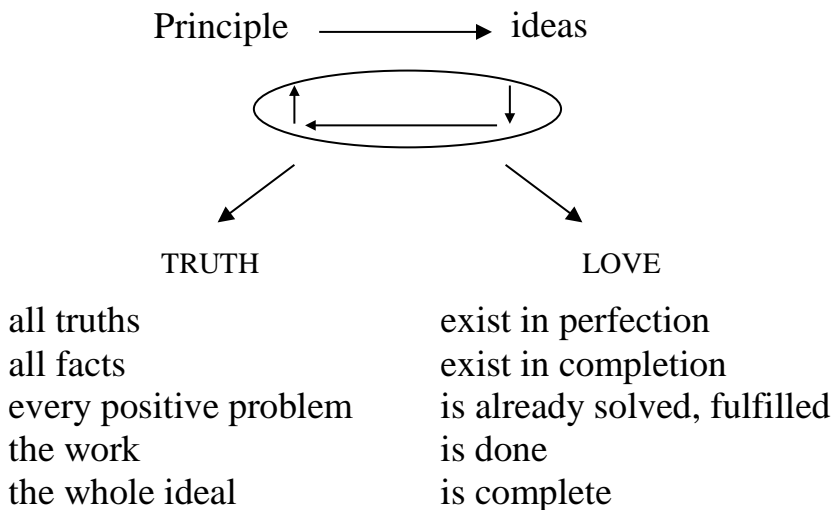 Principle ideas
TRUTH LOVE
all truths exist in perfection
all facts exist in completion
every positive problem is already solved, fulfilled
the work is done
the whole ideal is complete